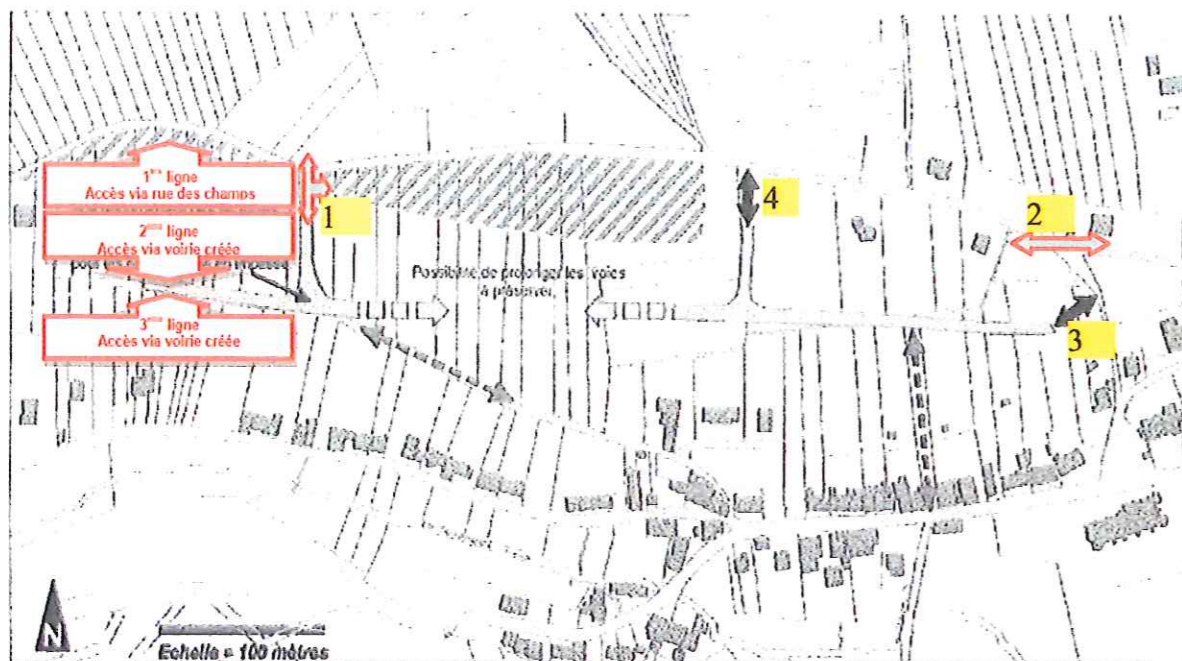 1ère ligne
Accès via rue des champs
2ème ligne
Accès via voirie créée
3ème ligne
Accès via voirie créée
1
4
2
3
Possibilité de prolonger les voies
à préserver
N
Echelle = 100 mètres